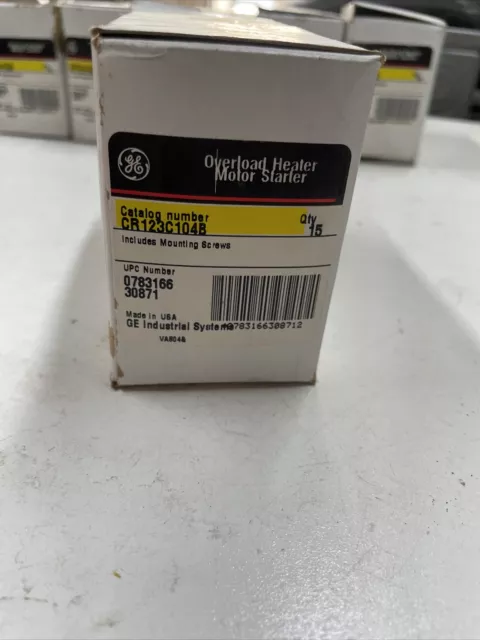 GE
Overload Heater
Motor Starter
Catalog number Qty
CR123C104B 15
Includes Mounting Screws
UPC Number
0783166
30871
Made in USA
GE Industrial Systems
VA804B